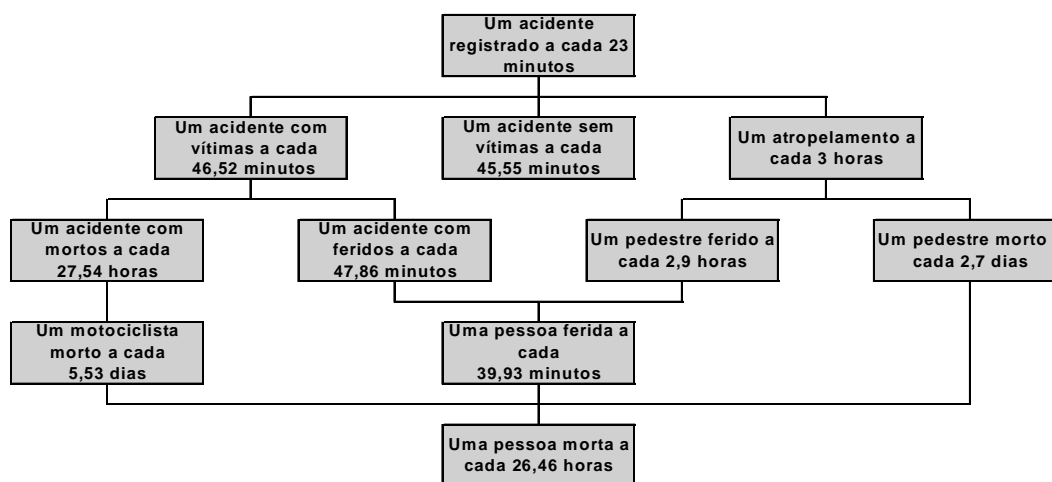 Um acidente
registrado a cada 23
minutos
Um acidente com
vítimas a cada
46,52 minutos
Um acidente sem
vítimas a cada
45,55 minutos
Um atropelamento a
cada 3 horas
Um acidente com
mortos a cada
27,54 horas
Um acidente com
feridos a cada
47,86 minutos
Um pedestre ferido a
cada 2,9 horas
Um pedestre morto
cada 2,7 dias
Um motociclista
morto a cada
5,53 dias
Uma pessoa ferida a
cada
39,93 minutos
Uma pessoa morta a
cada 26,46 horas